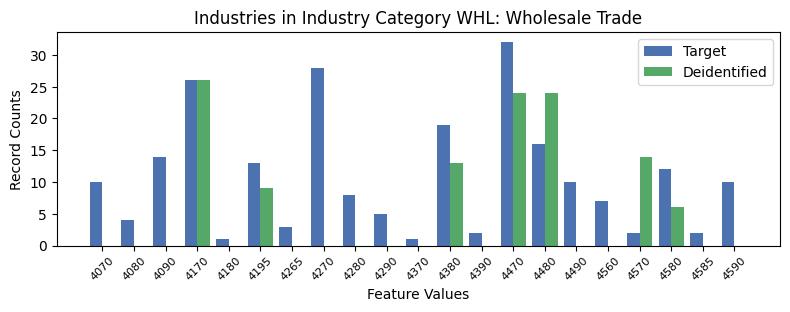 Industries in Industry Category WHL: Wholesale Trade
Target
Deidentified
Record Counts
30
25
20
15
10
5
0
4070 4080 4090 4170 4180 4195 4265 4270 4280 4290 4370 4380 4390 4470 4480 4490 4560 4570 4580 4585 4590
Feature Values